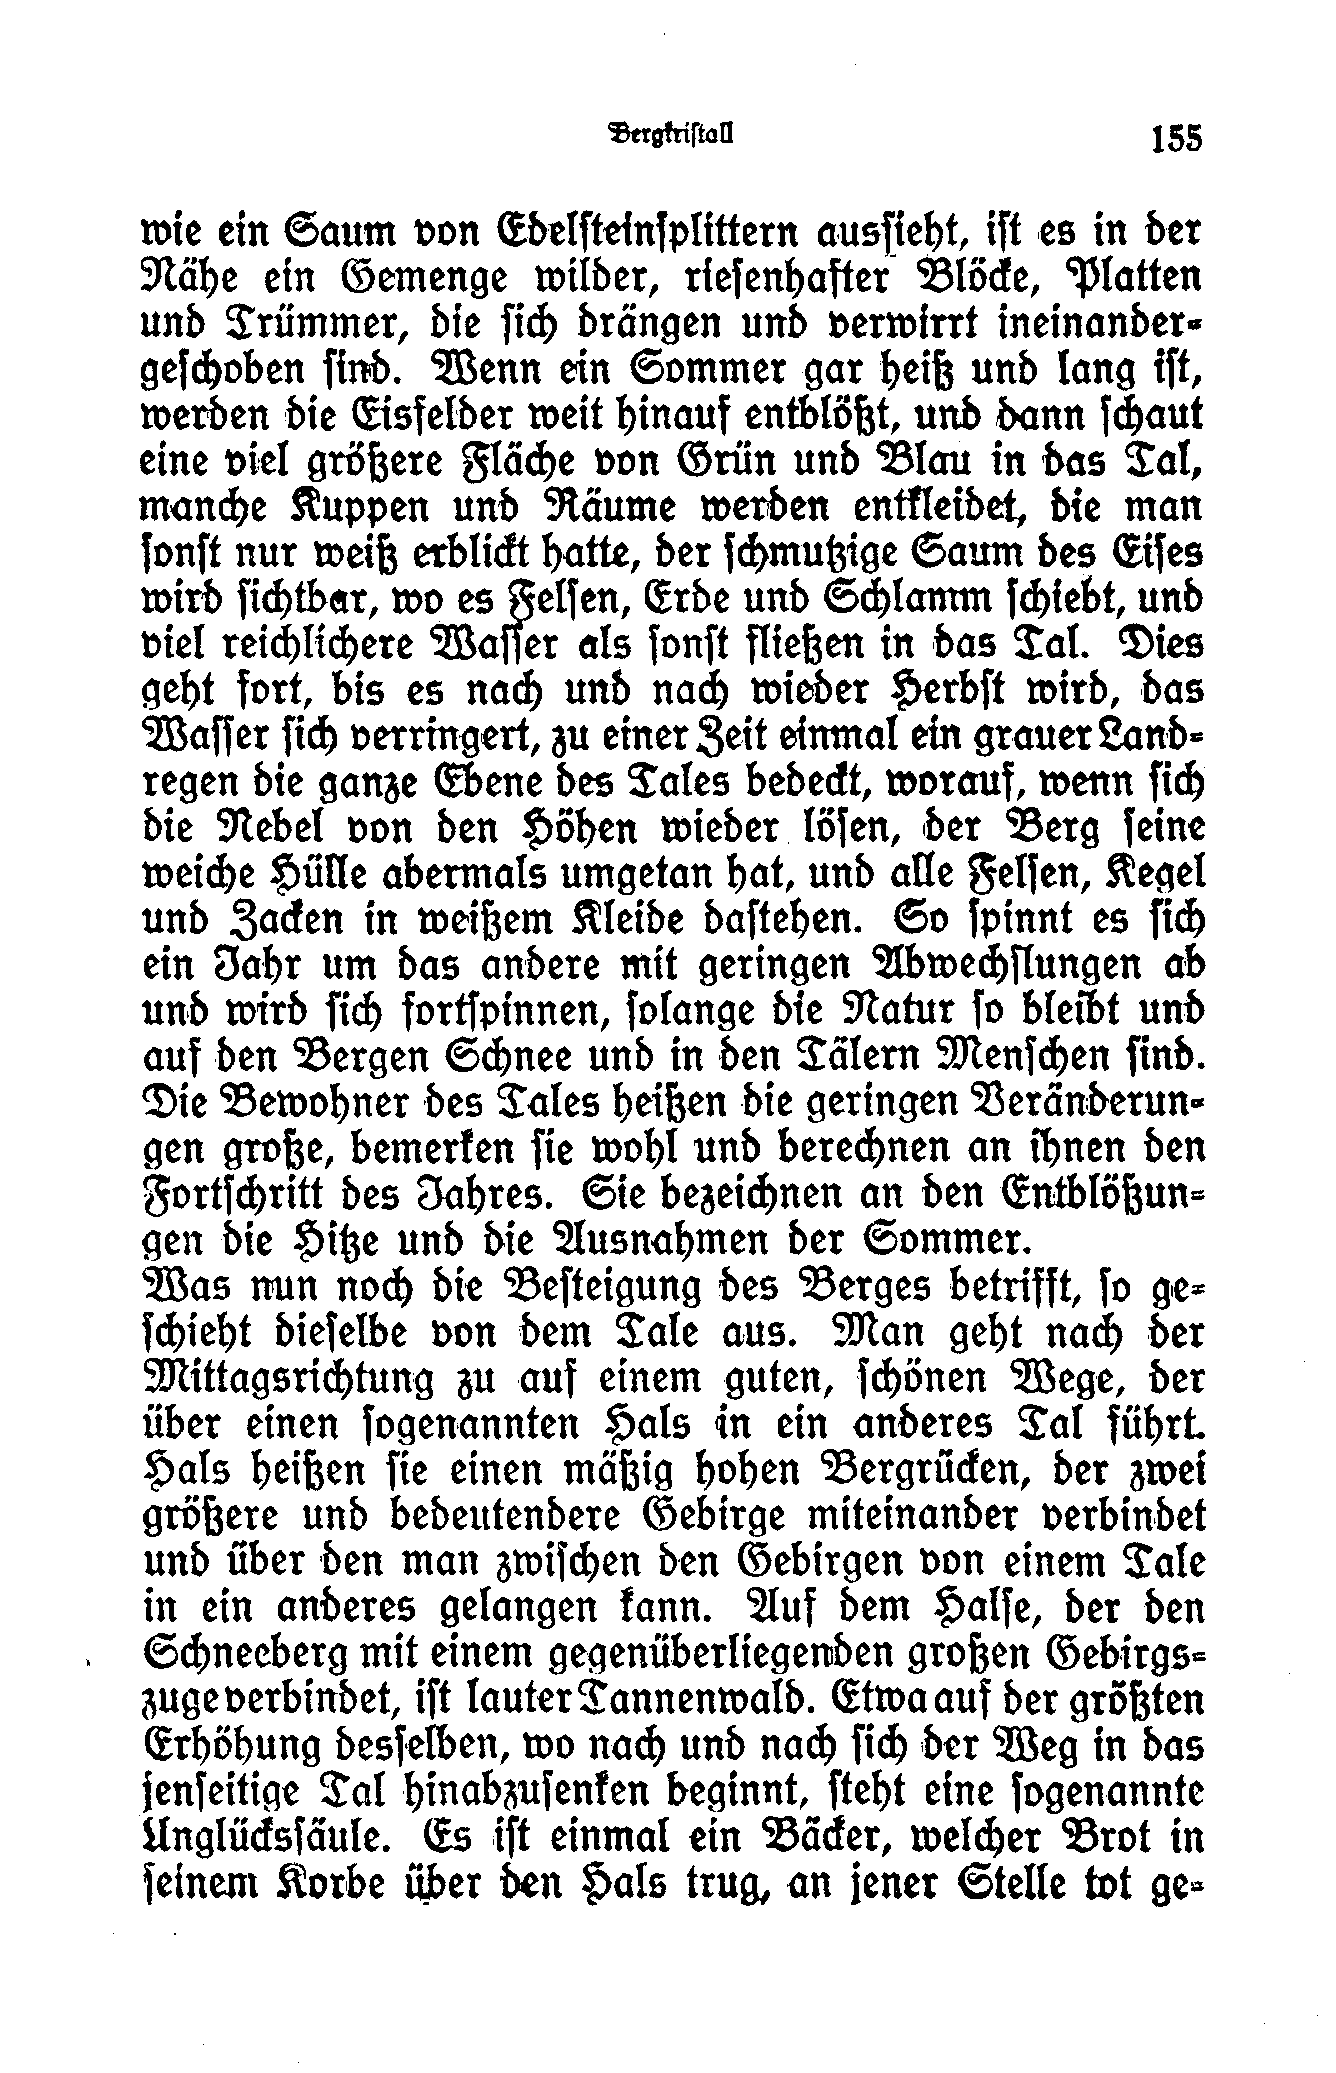 Bergkristall 155
wie ein Saum von Edelsteinsplittern aussieht, ist es in der
Nähe ein Gemenge wilder, riesenhafter Blöcke, Platten
und Trümmer, die sich drängen und verwirrt ineinander-
geschoben sind. Wenn ein Sommer gar heiß und lang ist,
werden die Eisfelder weit hinauf entblößt, und dann schaut
eine viel größere Fläche von Grün und Blau in das Tal,
manche Kuppen und Räume werden entkleidet, die man
sonst nur weiß erblickt hatte, der schmutzige Saum des Eises
wird sichtbar, wo es Felsen, Erde und Schlamm schiebt, und
viel reichlichere Wasser als sonst fließen in das Tal. Dies
geht fort, bis es nach und nach wieder Herbst wird, das
Wasser sich verringert, zu einer Zeit einmal ein grauer Land-
regen die ganze Ebene des Tales bedeckt, worauf, wenn sich
die Nebel von den Höhen wieder lösen, der Berg seine
weiche Hülle abermals umgetan hat, und alle Felsen, Kegel
und Zacken in weißem Kleide dastehen. So spinnt es sich
ein Jahr um das andere mit geringen Abwechslungen ab
und wird sich fortspinnen, solange die Natur so bleibt und
auf den Bergen Schnee und in den Tälern Menschen sind.
Die Bewohner des Tales heißen die geringen Veränderun-
gen große, bemerken sie wohl und berechnen an ihnen den
Fortschritt des Jahres. Sie bezeichnen an den Entblößun-
gen die Hitze und die Ausnahmen der Sommer.
Was nun noch die Besteigung des Berges betrifft, so ge-
schieht dieselbe von dem Tale aus. Man geht nach der
Mittagsrichtung zu auf einem guten, schönen Wege, der
über einen sogenannten Hals in ein anderes Tal führt.
Hals heißen sie einen mäßig hohen Bergrücken, der zwei
größere und bedeutendere Gebirge miteinander verbindet
und über den man zwischen den Gebirgen von einem Tale
in ein anderes gelangen kann. Auf dem Halse, der den
Schneeberg mit einem gegenüberliegenden großen Gebirgs-
zuge verbindet, ist lauter Tannenwald. Etwa auf der größten
Erhöhung desselben, wo nach und nach sich der Weg in das
jenseitige Tal hinabzusenken beginnt, steht eine sogenannte
Unglückssäule. Es ist einmal ein Bäcker, welcher Brot in
seinem Korbe über den Hals trug, an jener Stelle tot ge-